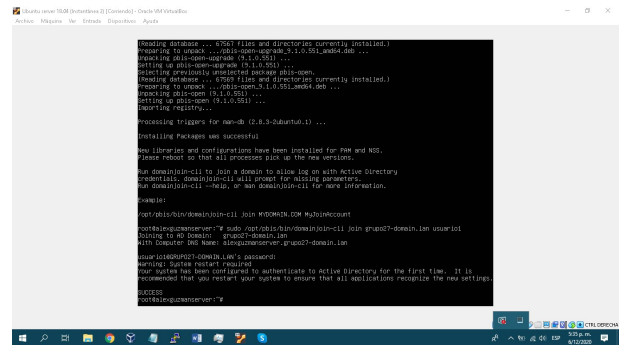 Ubuntu server 18.04 (Instantánea 2) [Corriendo] - Oracle VM VirtualBox
Archivo Máquina Ver Entrada Dispositivos Ayuda
(Reading database ... 67561 files and directories currently installed.)
Preparing to unpack .../pbis-open-upgrade_9.1.0.551_amd64.deb ...
Unpacking pbis-open-upgrade (9.1.0.551) ...
Setting up pbis-open-upgrade (9.1.0.551) ...
Selecting previously unselected package pbis-open.
(Reading database ... 67569 files and directories currently installed.)
Preparing to unpack .../pbis-open_9.1.0.551_amd64.deb ...
Unpacking pbis-open (9.1.0.551) ...
Setting up pbis-open (9.1.0.551) ...
Importing registry...
Processing triggers for man-db (2.8.3-2ubuntu0.1) ...
Installing Packages was successful
New libraries and configurations have been installed for PAM and NSS.
Please reboot so that all processes pick up the new versions.
Run domainjoin-cli to join a domain to allow log on with Active Directory
credentials. domainjoin-cli will prompt for missing parameters.
Run domainjoin-cli --help, or man domainjoin-cli for more information.
Example:
/opt/pbis/bin/domainjoin-cli join MYDOMAIN.COM MyJoinAccount
root@alexguzmanserver:~# sudo /opt/pbis/bin/domainjoin-cli join grupo27-domain.lan usuario1
Joining to AD Domain: grupo27-domain.lan
With Computer DNS Name: alexguzmanserver.grupo27-domain.lan
usuario1@GRUPO27-DOMAIN.LAN's password:
Warning: System restart required
Your system has been configured to authenticate to Active Directory for the first time. It is
recommended that you restart your system to ensure that all applications recognize the new settings.
SUCCESS
root@alexguzmanserver:~#
CTRL DERECHA
ESP
5:35 p. m.
6/12/2020